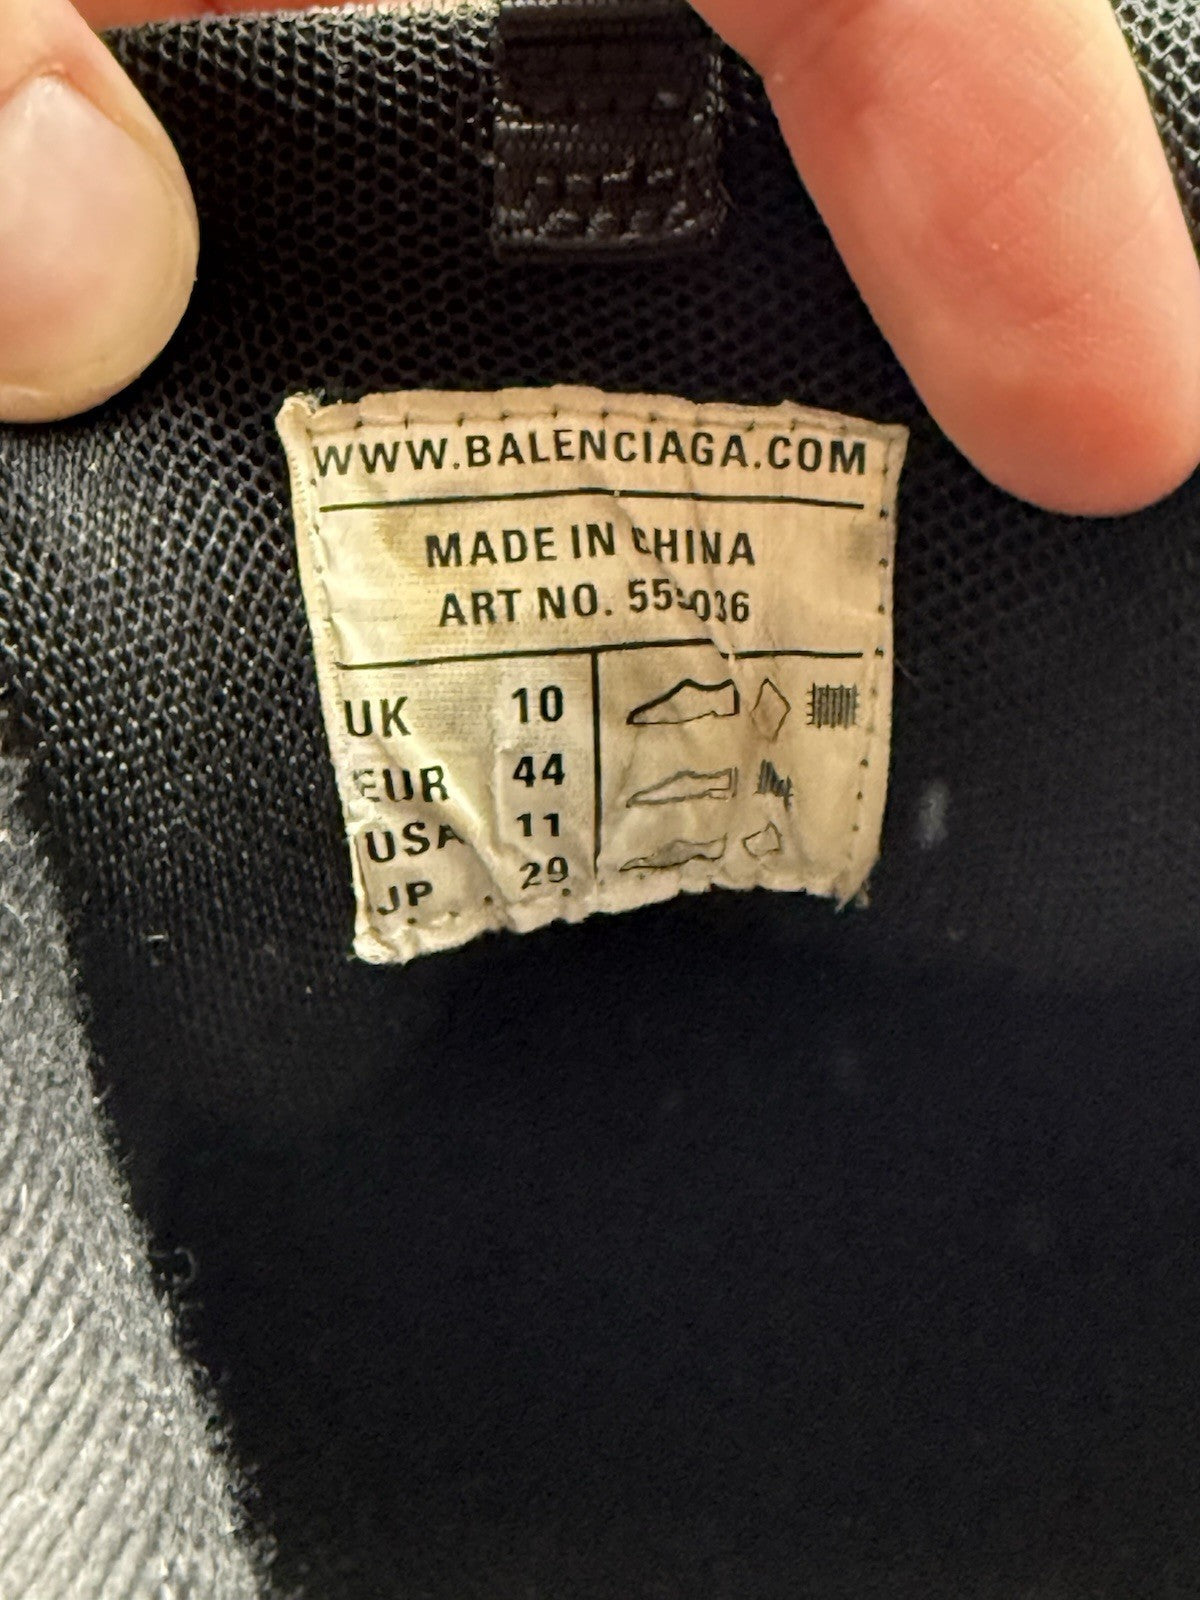 WWW.BALENCIAGA.COM
MADE IN CHINA
ART NO.
UK 10
EUR 44
USA 11
JP 29